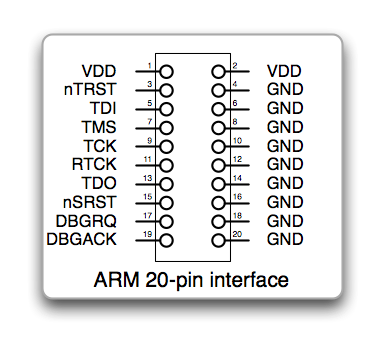 VDD 1 2 VDD
nTRST 3 4 GND
TDI 5 6 GND
TMS 7 8 GND
TCK 9 10 GND
RTCK 11 12 GND
TDO 13 14 GND
nSRST 15 16 GND
DBGRQ 17 18 GND
DBGACK 19 20 GND
ARM 20-pin interface